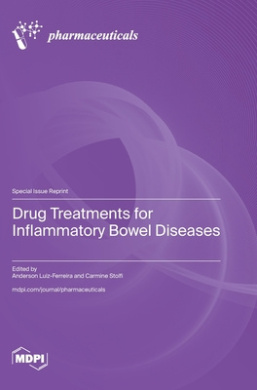 pharmaceuticals
Special Issue Reprint
Drug Treatments for
Inflammatory Bowel Diseases
Edited by
Anderson Luiz-Ferreira and Carmine Stolfi
mdpi.com/journal/pharmaceuticals
MDPI